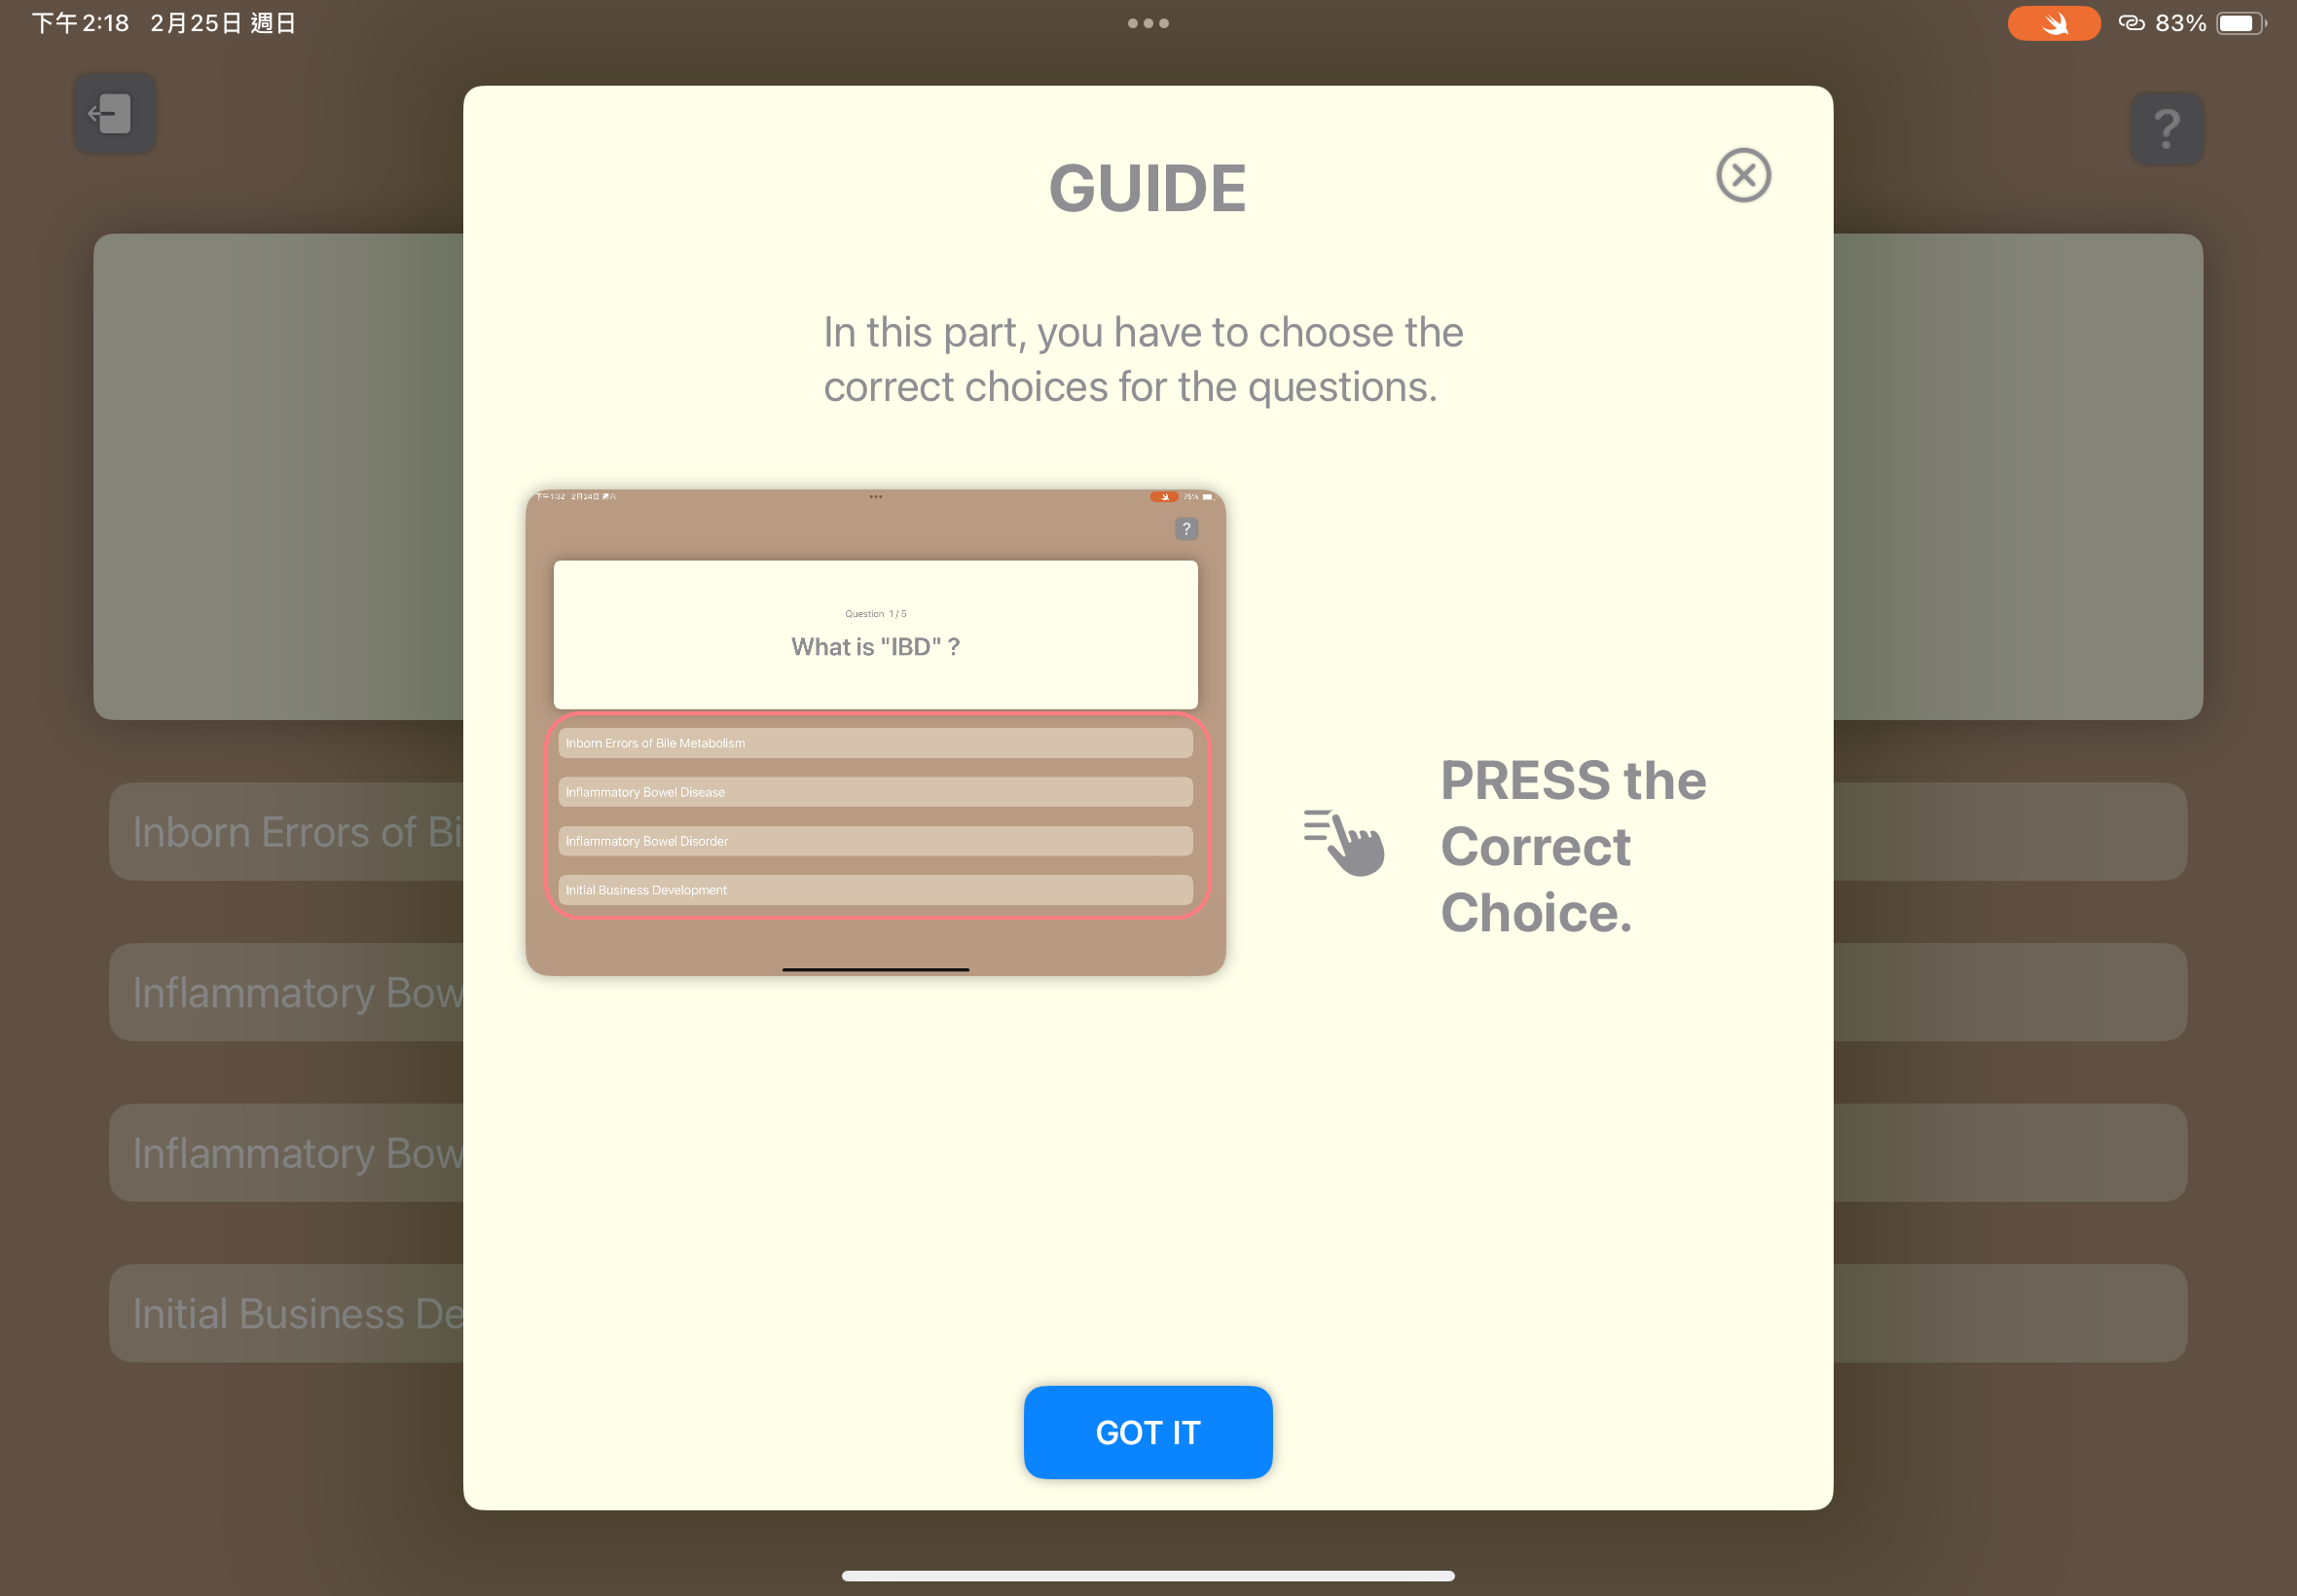 下午2:18 2月25日 週日
83%
?
GUIDE
In this part, you have to choose the
correct choices for the questions.
下午1:32 2月24日 週六
75%
?
Question 1 / 5
What is "IBD" ?
Inborn Errors of Bile Metabolism
Inflammatory Bowel Disease
Inflammatory Bowel Disorder
Initial Business Development
PRESS the
Correct
Choice.
Inborn Errors of Bi
Inflammatory Bow
Inflammatory Bow
Initial Business De
GOT IT